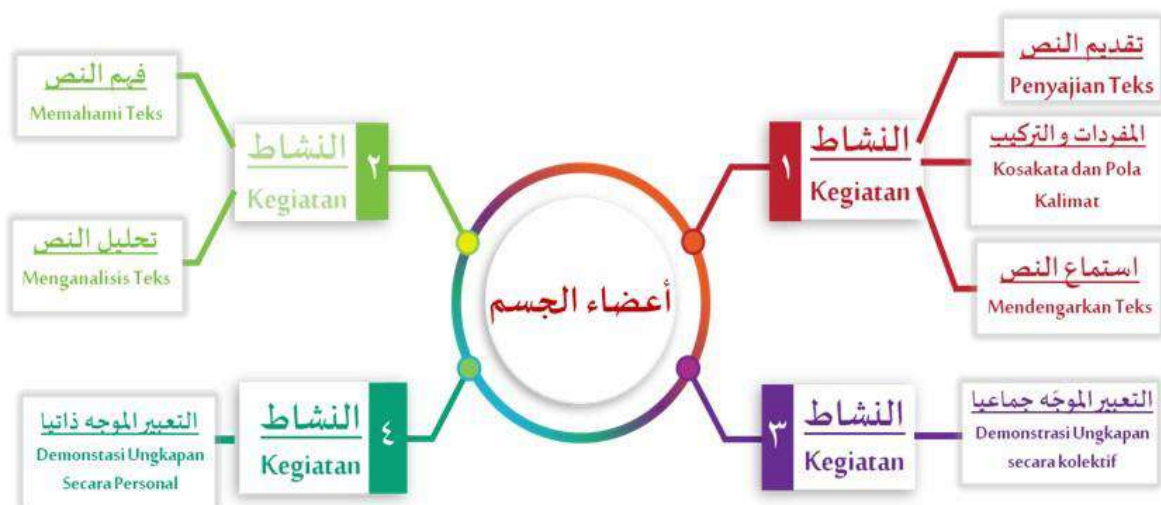 تقديم النص
Penyajian Teks
النشاط
١
Kegiatan
المفردات و التركيب
Kosakata dan Pola
Kalimat
استماع النص
Mendengarkan Teks
فهم النص
Memahami Teks
النشاط
٢
Kegiatan
تحليل النص
Menganalisis Teks
أعضاء الجسم
التعبير الموجّه جماعيا
Demonstrasi Ungkapan
secara kolektif
النشاط
٣
Kegiatan
التعبير الموجه ذاتيا
Demonstasi Ungkapan
Secara Personal
النشاط
٤
Kegiatan